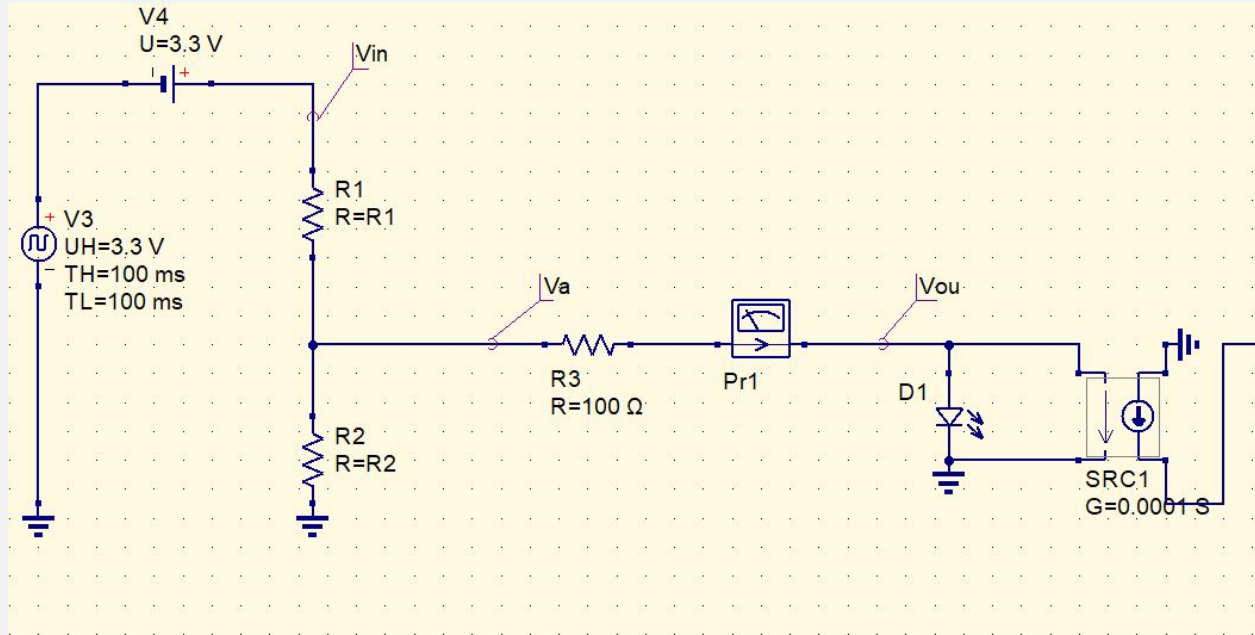 V4
U=3.3 V
Vin
R1
R=R1
V3
UH=3.3 V
TH=100 ms
TL=100 ms
Va
Vou
R3
R=100 Ω
Pr1
D1
R2
R=R2
SRC1
G=0.0001 S